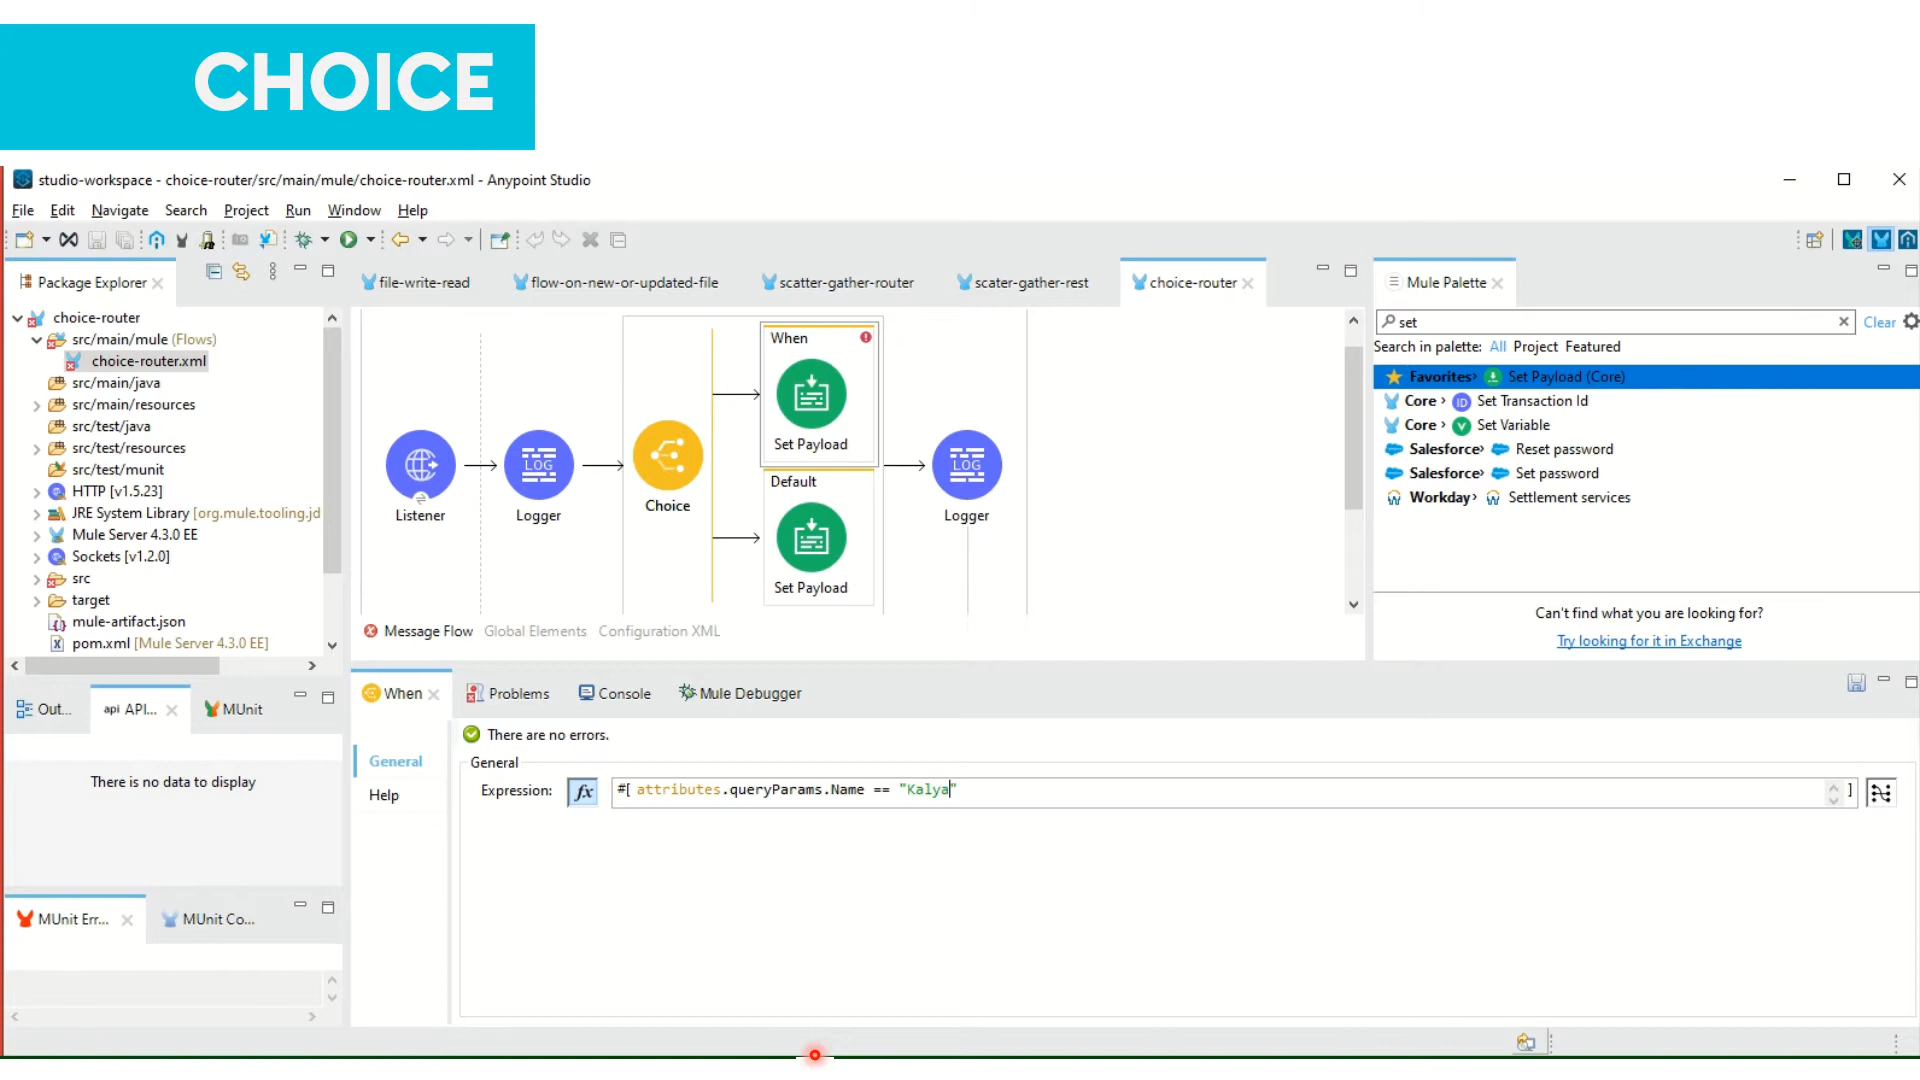 CHOICE
studio-workspace - choice-router/src/main/mule/choice-router.xml - Anypoint Studio
File Edit Navigate Search Project Run Window Help
Package Explorer
choice-router
src/main/mule (Flows)
choice-router.xml
src/main/java
src/main/resources
src/test/java
src/test/resources
src/test/munit
HTTP [v1.5.23]
JRE System Library [org.mule.tooling.jd
Mule Server 4.3.0 EE
Sockets [v1.2.0]
src
target
mule-artifact.json
pom.xml [Mule Server 4.3.0 EE]
file-write-read flow-on-new-or-updated-file scatter-gather-router scater-gather-rest choice-router
When
Set Payload
Default
Set Payload
Listener
LOG
Logger
Choice
LOG
Logger
Message Flow Global Elements Configuration XML
Mule Palette
set
Clear
Search in palette: All Project Featured
Favorites> Set Payload (Core)
Core > ID Set Transaction Id
Core > V Set Variable
Salesforce> Reset password
Salesforce> Set password
Workday> Settlement services
Can't find what you are looking for?
Try looking for it in Exchange
Out... api API... MUnit
There is no data to display
MUnit Err... MUnit Co...
When Problems Console Mule Debugger
There are no errors.
General
Help
General
Expression: fx #[ attributes.queryParams.Name == "Kalya" ]